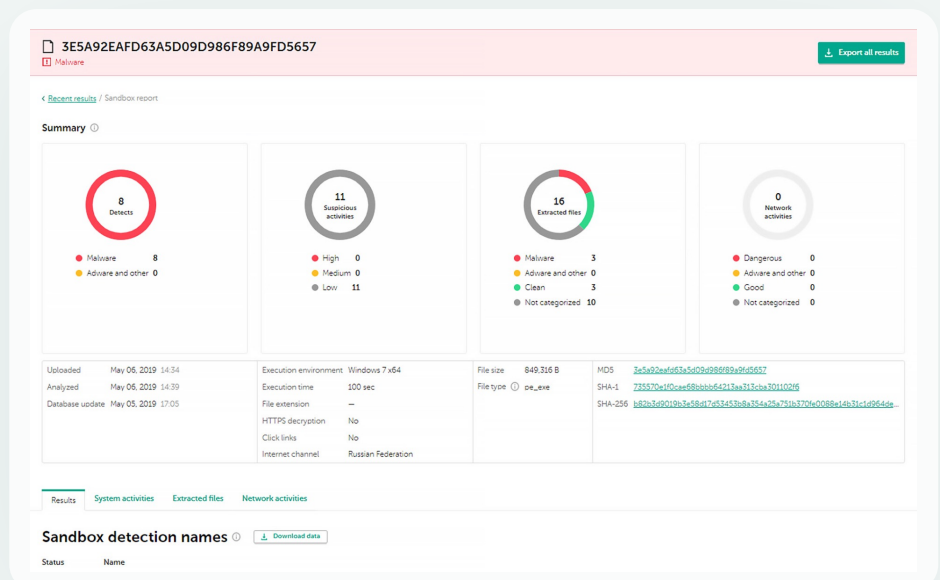 3E5A92EAFD63A5D09D986F89A9FD5657
Malware
Export all results
Recent results / Sandbox report
Summary
8
Detects
Malware 8
Adware and other 0
11
Suspicious
activities
High 0
Medium 0
Low 11
16
Extracted files
Malware 3
Adware and other 0
Clean 3
Not categorized 10
0
Network
activities
Dangerous 0
Adware and other 0
Good 0
Not categorized 0
Uploaded May 06, 2019 14:34
Analyzed May 06, 2019 14:39
Database update May 05, 2019 17:05
Execution environment Windows 7 x64
Execution time 100 sec
File extension —
HTTPS decryption No
Click links No
Internet channel Russian Federation
File size 849,316 B
File type pe_exe
MD5 3e5a92eafd63a5d09d986f89a9fd5657
SHA-1 735570e1f0cae68bbbb64213aa313cba301102f6
SHA-256 b82b3d9019b3e58d17d53453b8a354a25a751b370fe0088e14b31c1d964de...
Results System activities Extracted files Network activities
Sandbox detection names
Download data
Status Name